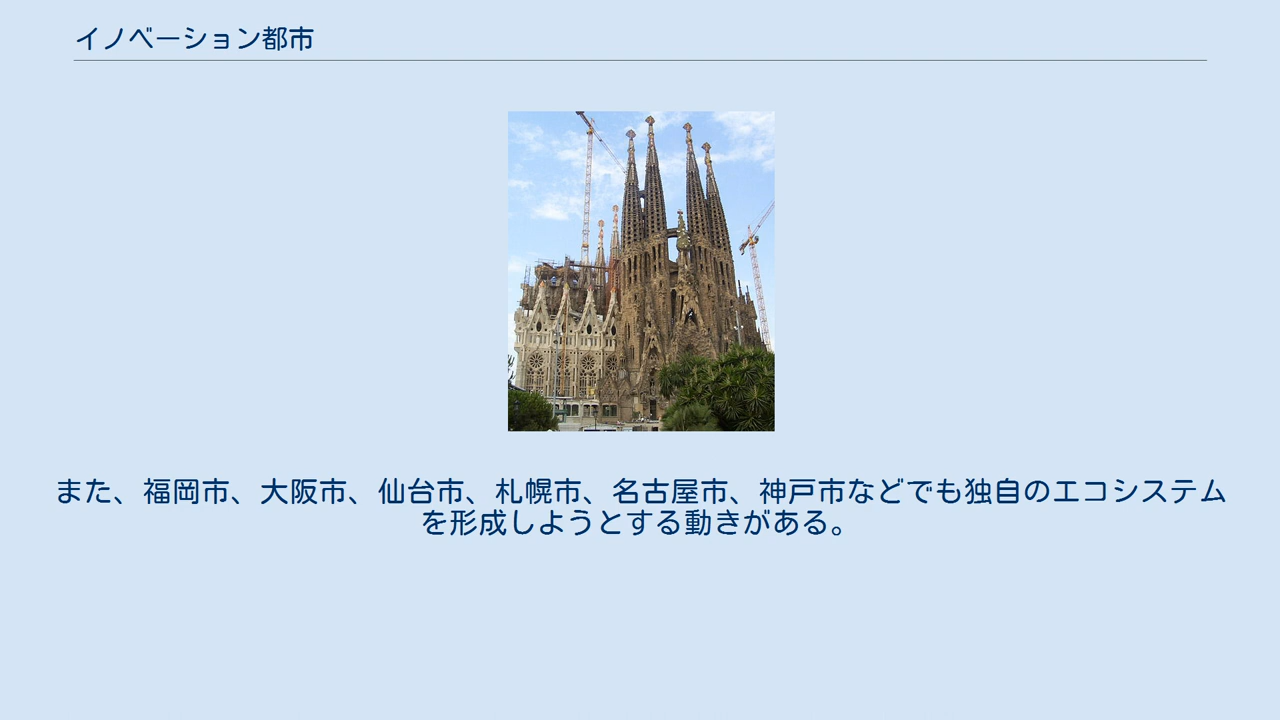 イノベーション都市
また、福岡市、大阪市、仙台市、札幌市、名古屋市、神戸市などでも独自のエコシステム
を形成しようとする動きがある。